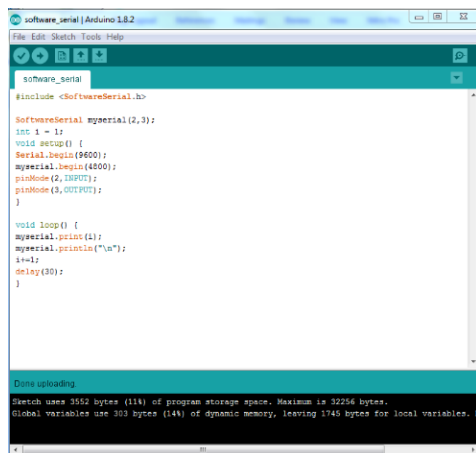 software_serial | Arduino 1.8.2
File Edit Sketch Tools Help
software_serial
#include <SoftwareSerial.h>
SoftwareSerial myserial(2,3);
int i = 1;
void setup() {
Serial.begin(9600);
myserial.begin(4800);
pinMode(2,INPUT);
pinMode(3,OUTPUT);
}
void loop() {
myserial.print(i);
myserial.println("\n");
i+=1;
delay(30);
}
Done uploading.
Sketch uses 3552 bytes (11%) of program storage space. Maximum is 32256 bytes.
Global variables use 303 bytes (14%) of dynamic memory, leaving 1745 bytes for local variables.